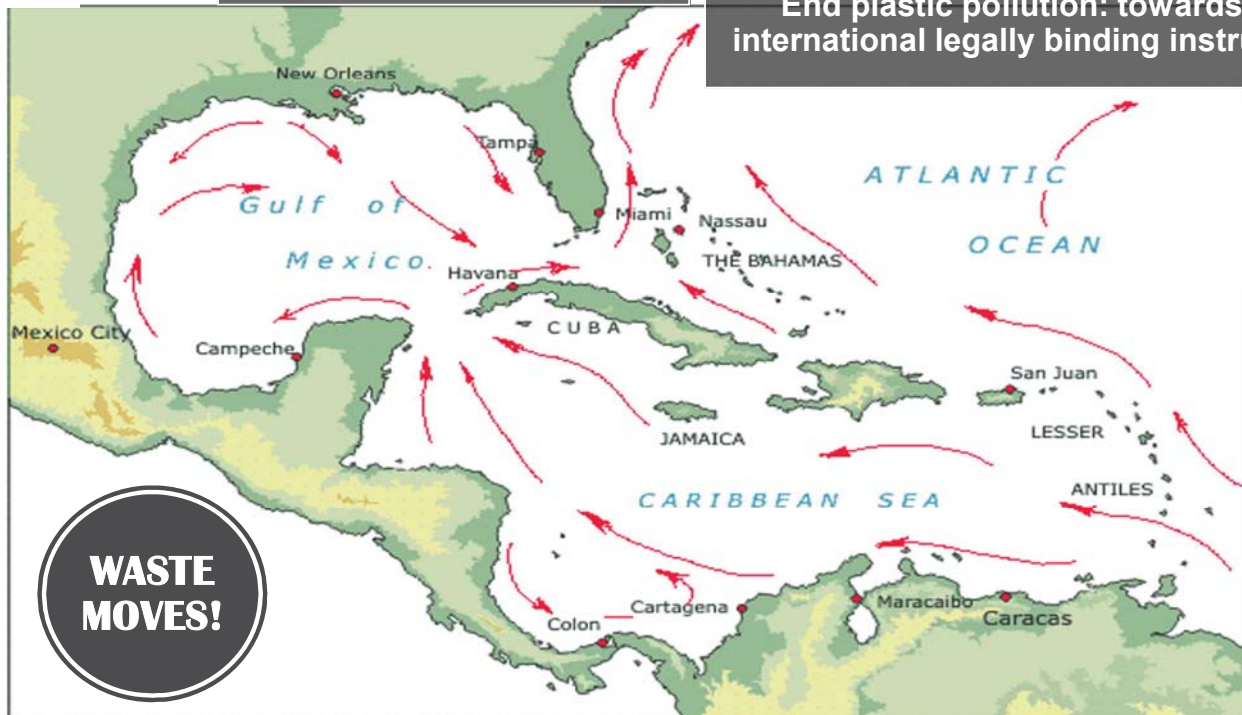 End plastic pollution: towards
international legally binding
New Orleans
Tampa
ATLANTIC
Gulf of
Miami
Nassau
OCEAN
Mexico
THE BAHAMAS
Havana
CUBA
Mexico City
Campeche
San Juan
JAMAICA
LESSER
ANTILES
CARIBBEAN SEA
WASTE
MOVES!
Cartagena
Maracaibo
Colon
Caracas